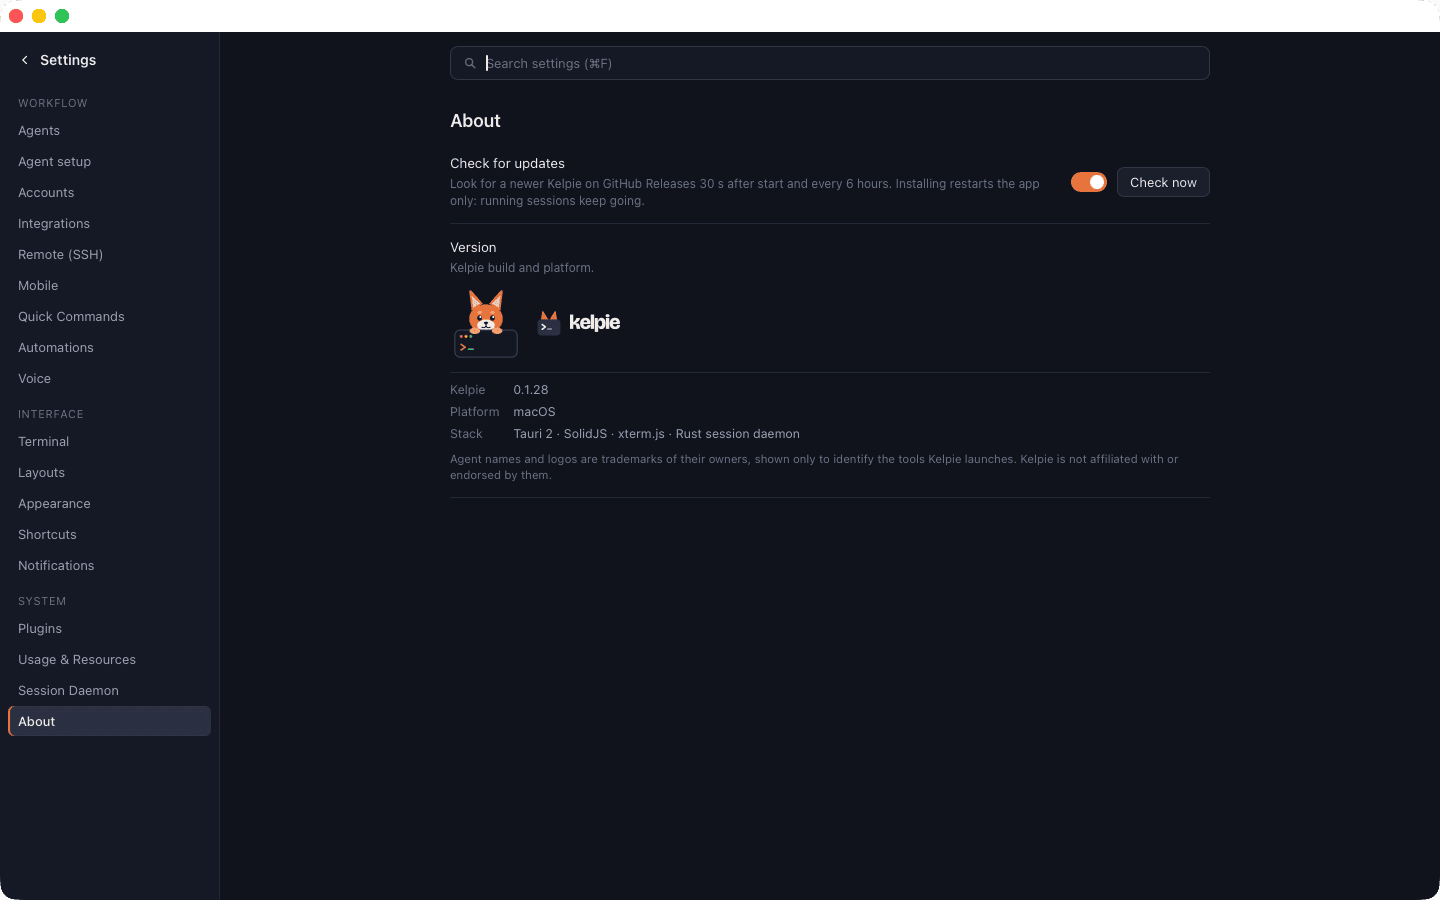 Settings
WORKFLOW
Agents
Agent setup
Accounts
Integrations
Remote (SSH)
Mobile
Quick Commands
Automations
Voice
INTERFACE
Terminal
Layouts
Appearance
Shortcuts
Notifications
SYSTEM
Plugins
Usage & Resources
Session Daemon
About
Search settings (⌘F)
About
Check for updates
Look for a newer Kelpie on GitHub Releases 30 s after start and every 6 hours. Installing restarts the app
only: running sessions keep going.
Check now
Version
Kelpie build and platform.
>_
>_ kelpie
Kelpie 0.1.28
Platform macOS
Stack Tauri 2 · SolidJS · xterm.js · Rust session daemon
Agent names and logos are trademarks of their owners, shown only to identify the tools Kelpie launches. Kelpie is not affiliated with or
endorsed by them.